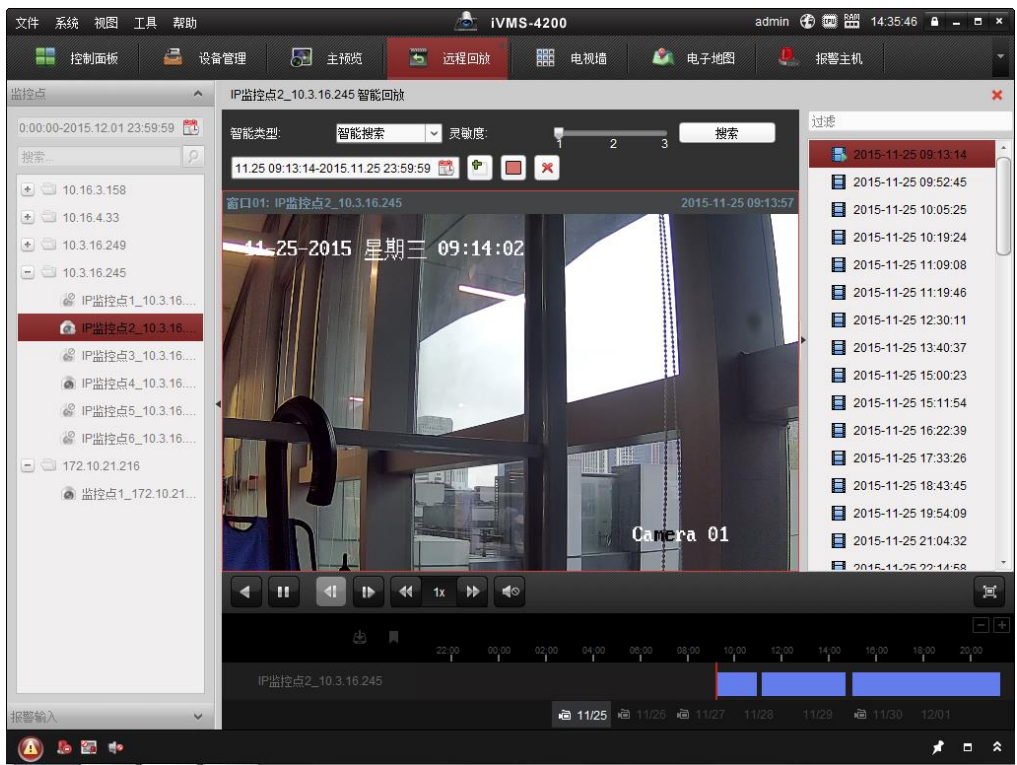 文件 系统 视图 工具 帮助 iVMS-4200 admin CPU RAM 14:35:46
控制面板 设备管理 主预览 远程回放 电视墙 电子地图 报警主机
监控点
0:00:00-2015.12.01 23:59:59
搜索...
10.16.3.158
10.16.4.33
10.3.16.249
10.3.16.245
IP监控点1_10.3.16....
IP监控点2_10.3.16....
IP监控点3_10.3.16....
IP监控点4_10.3.16....
IP监控点5_10.3.16....
IP监控点6_10.3.16....
172.10.21.216
监控点1_172.10.21...
报警输入
IP监控点2_10.3.16.245 智能回放
智能类型: 智能搜索 灵敏度: 1 2 3 搜索
11.25 09:13:14-2015.11.25 23:59:59
窗口01: IP监控点2_10.3.16.245 2015-11-25 09:13:57
11-25-2015 星期三 09:14:02
Camera 01
过滤
2015-11-25 09:13:14
2015-11-25 09:52:45
2015-11-25 10:05:25
2015-11-25 10:19:24
2015-11-25 11:09:08
2015-11-25 11:19:46
2015-11-25 12:30:11
2015-11-25 13:40:37
2015-11-25 15:00:23
2015-11-25 15:11:54
2015-11-25 16:22:39
2015-11-25 17:33:26
2015-11-25 18:43:45
2015-11-25 19:54:09
2015-11-25 21:04:32
2015-11-25 22:14:58
1x
22:00 00:00 02:00 04:00 06:00 08:00 10:00 12:00 14:00 16:00 18:00 20:00
IP监控点2_10.3.16.245
11/25 11/26 11/27 11/28 11/29 11/30 12/01